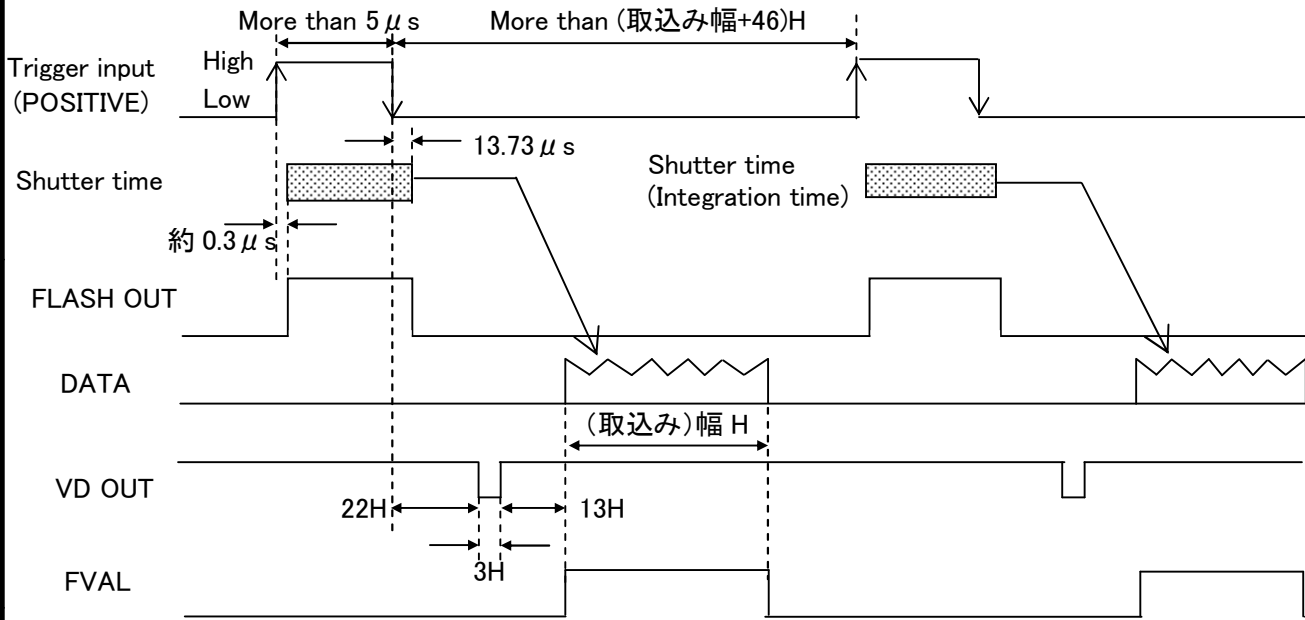 More than 5μs
More than (取込み幅+46)H
Trigger input
(POSITIVE)
High
Low
13.73μs
Shutter time
Shutter time
(Integration time)
約 0.3μs
FLASH OUT
DATA
(取込み)幅 H
VD OUT
22H
13H
3H
FVAL